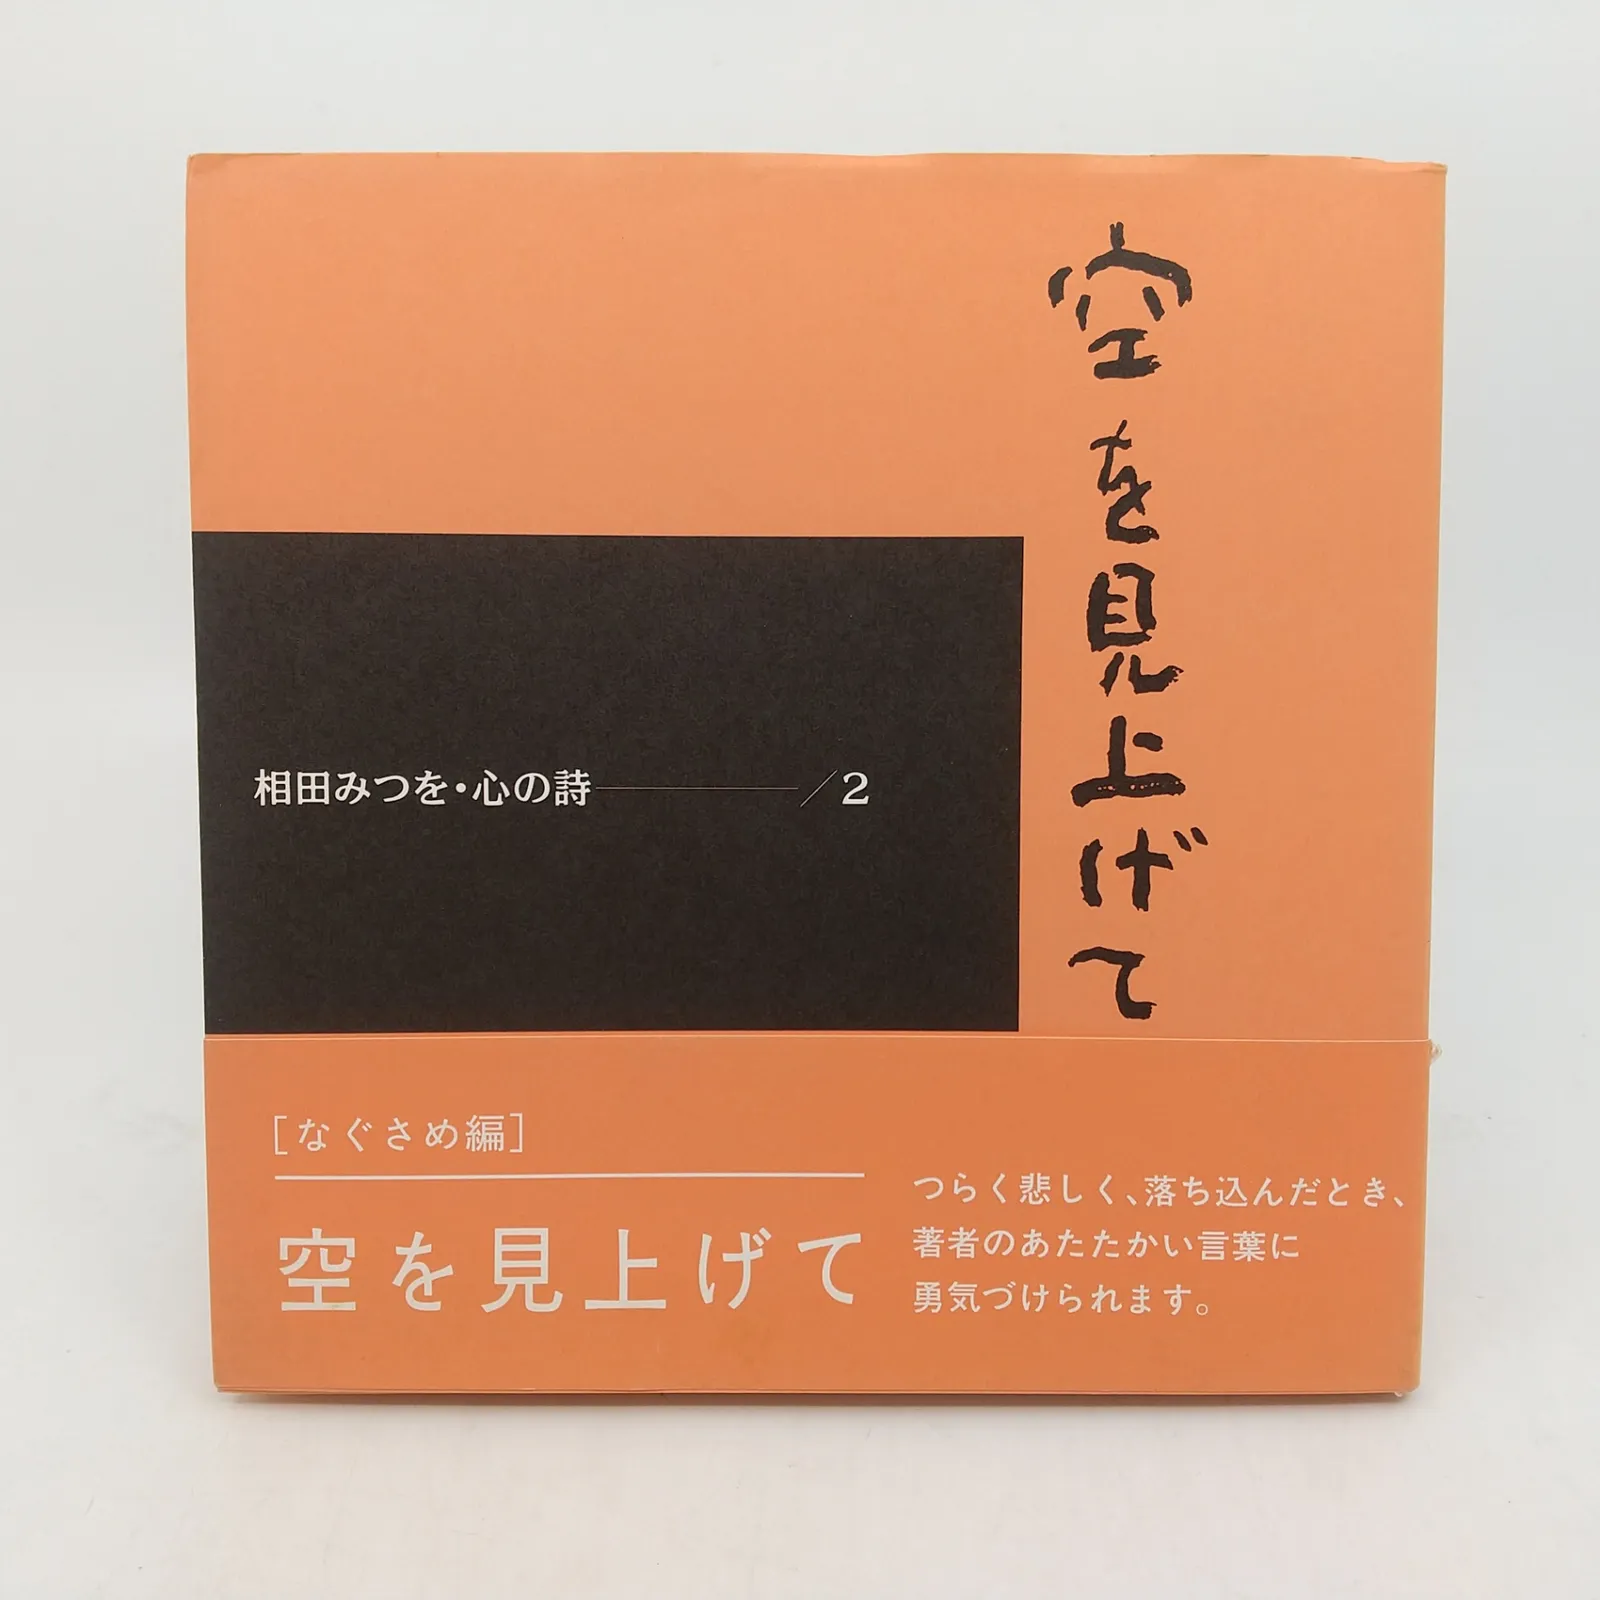 空を見上げて
相田みつを・心の詩――／2
[なぐさめ編]
空を見上げて
つらく悲しく、落ち込んだとき、
著者のあたたかい言葉に
勇気づけられます。